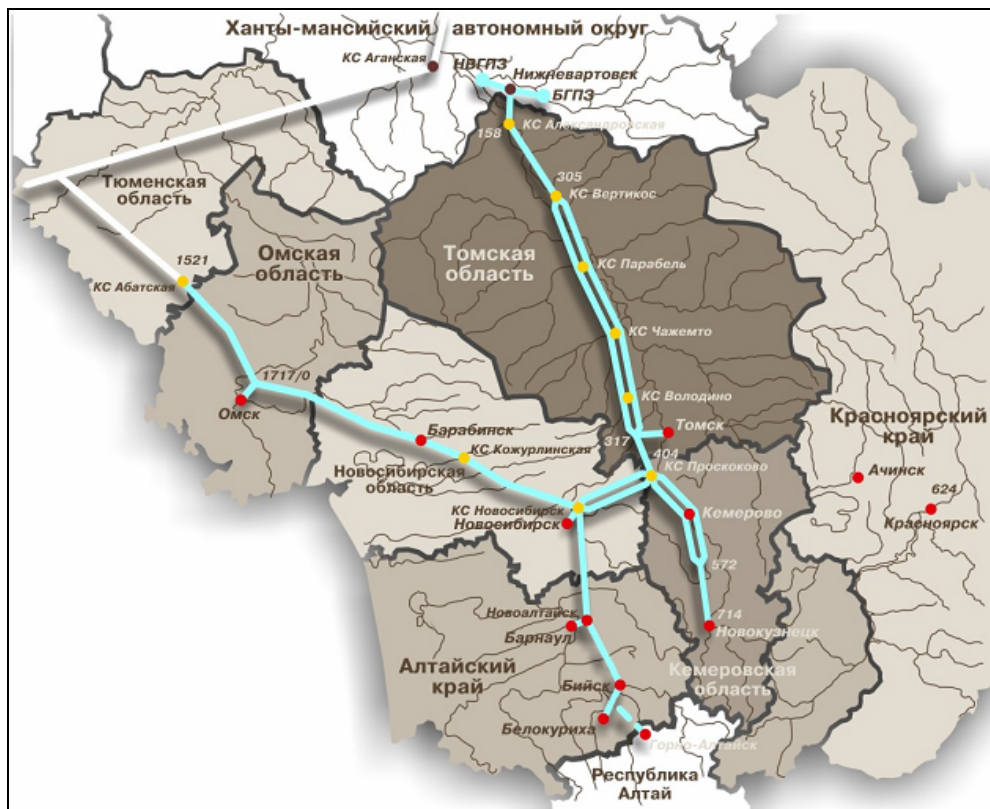 Ханты-мансийский автономный округ
КС Аганская
НВГПЗ
Нижневартовск
БГПЗ
158
КС Александровская
Тюменская
область
305
КС Вертикос
Омская
область
Томская
область
1521
КС Абатская
КС Парабель
КС Чажемто
1717/0
Омск
КС Володино
Барабинск
Томск
317
Красноярский
край
КС Кожурлинская
404
КС Проскоково
Новосибирская
область
Ачинск
624
Красноярск
КС Новосибирск
Новосибирск
Кемерово
572
Новоалтайск
714
Барнаул
Новокузнецк
Алтайский
край
Кемеровская
область
Бийск
Белокуриха
Горно-Алтайск
Республика
Алтай